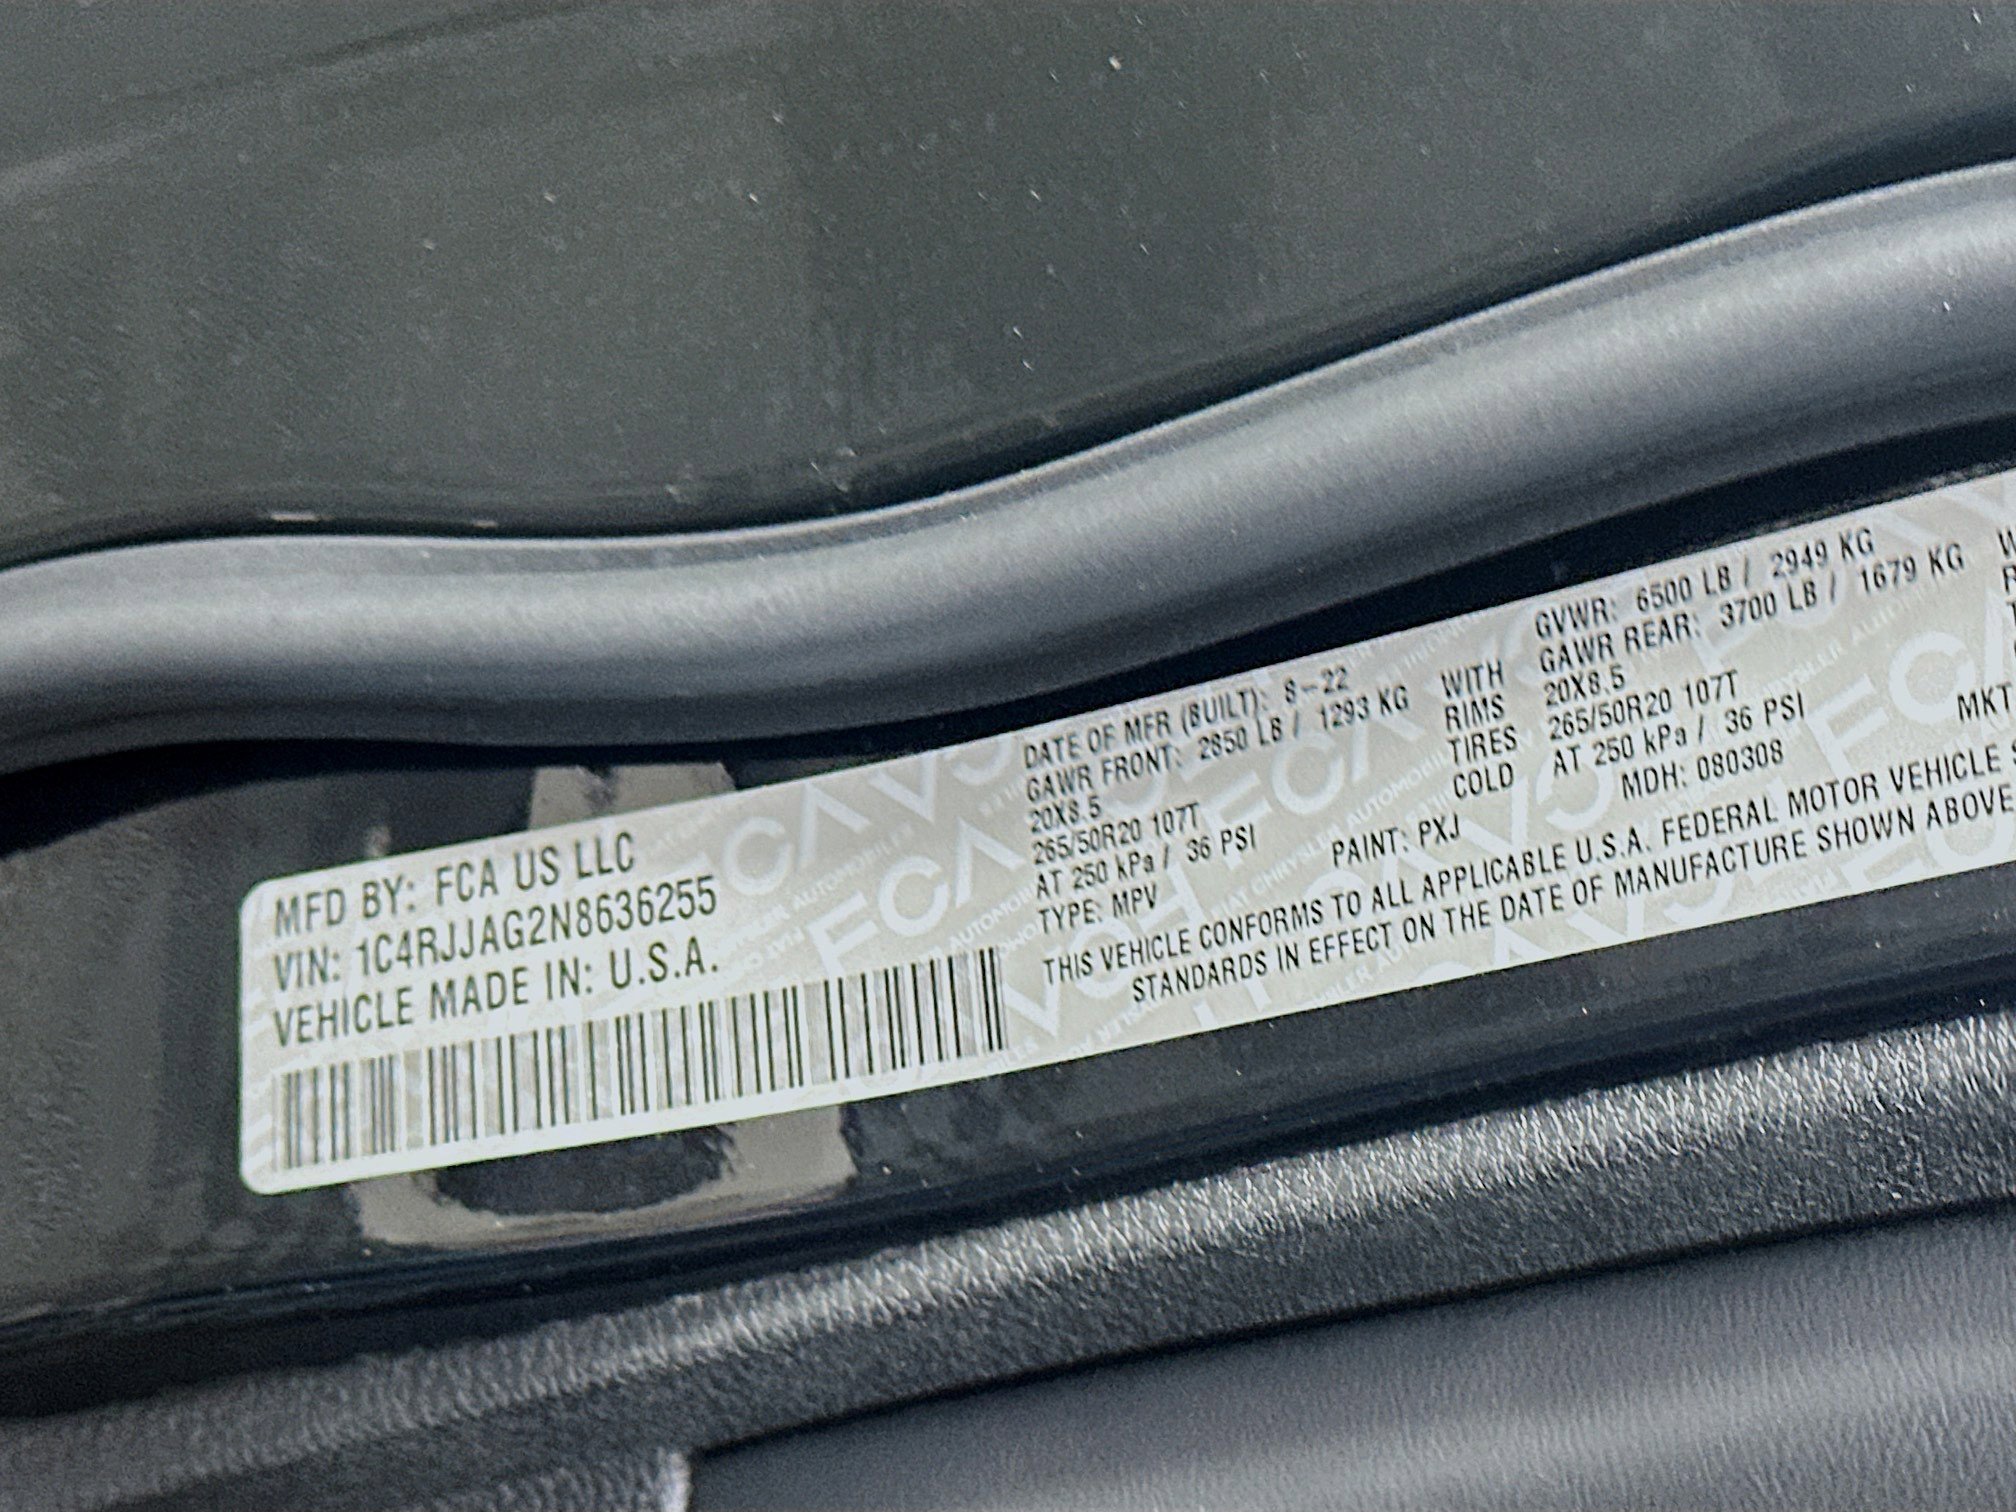 MFD BY: FCA US LLC
VIN: 1C4RJJAG2N8636255
VEHICLE MADE IN: U.S.A.
DATE OF MFR (BUILT): 8-22
GAWR FRONT: 2850 LB / 1293 KG
20X8.5
265/50R20 107T
AT 250 kPa / 36 PSI
TYPE: MPV
WITH
RIMS
TIRES
COLD
GVWR: 6500 LB / 2949 KG
GAWR REAR: 3700 LB / 1679 KG
20X8.5
265/50R20 107T
AT 250 kPa / 36 PSI
MDH: 080308
PAINT: PXJ
MKT
THIS VEHICLE CONFORMS TO ALL APPLICABLE U.S.A. FEDERAL MOTOR VEHICLE
STANDARDS IN EFFECT ON THE DATE OF MANUFACTURE SHOWN ABOVE